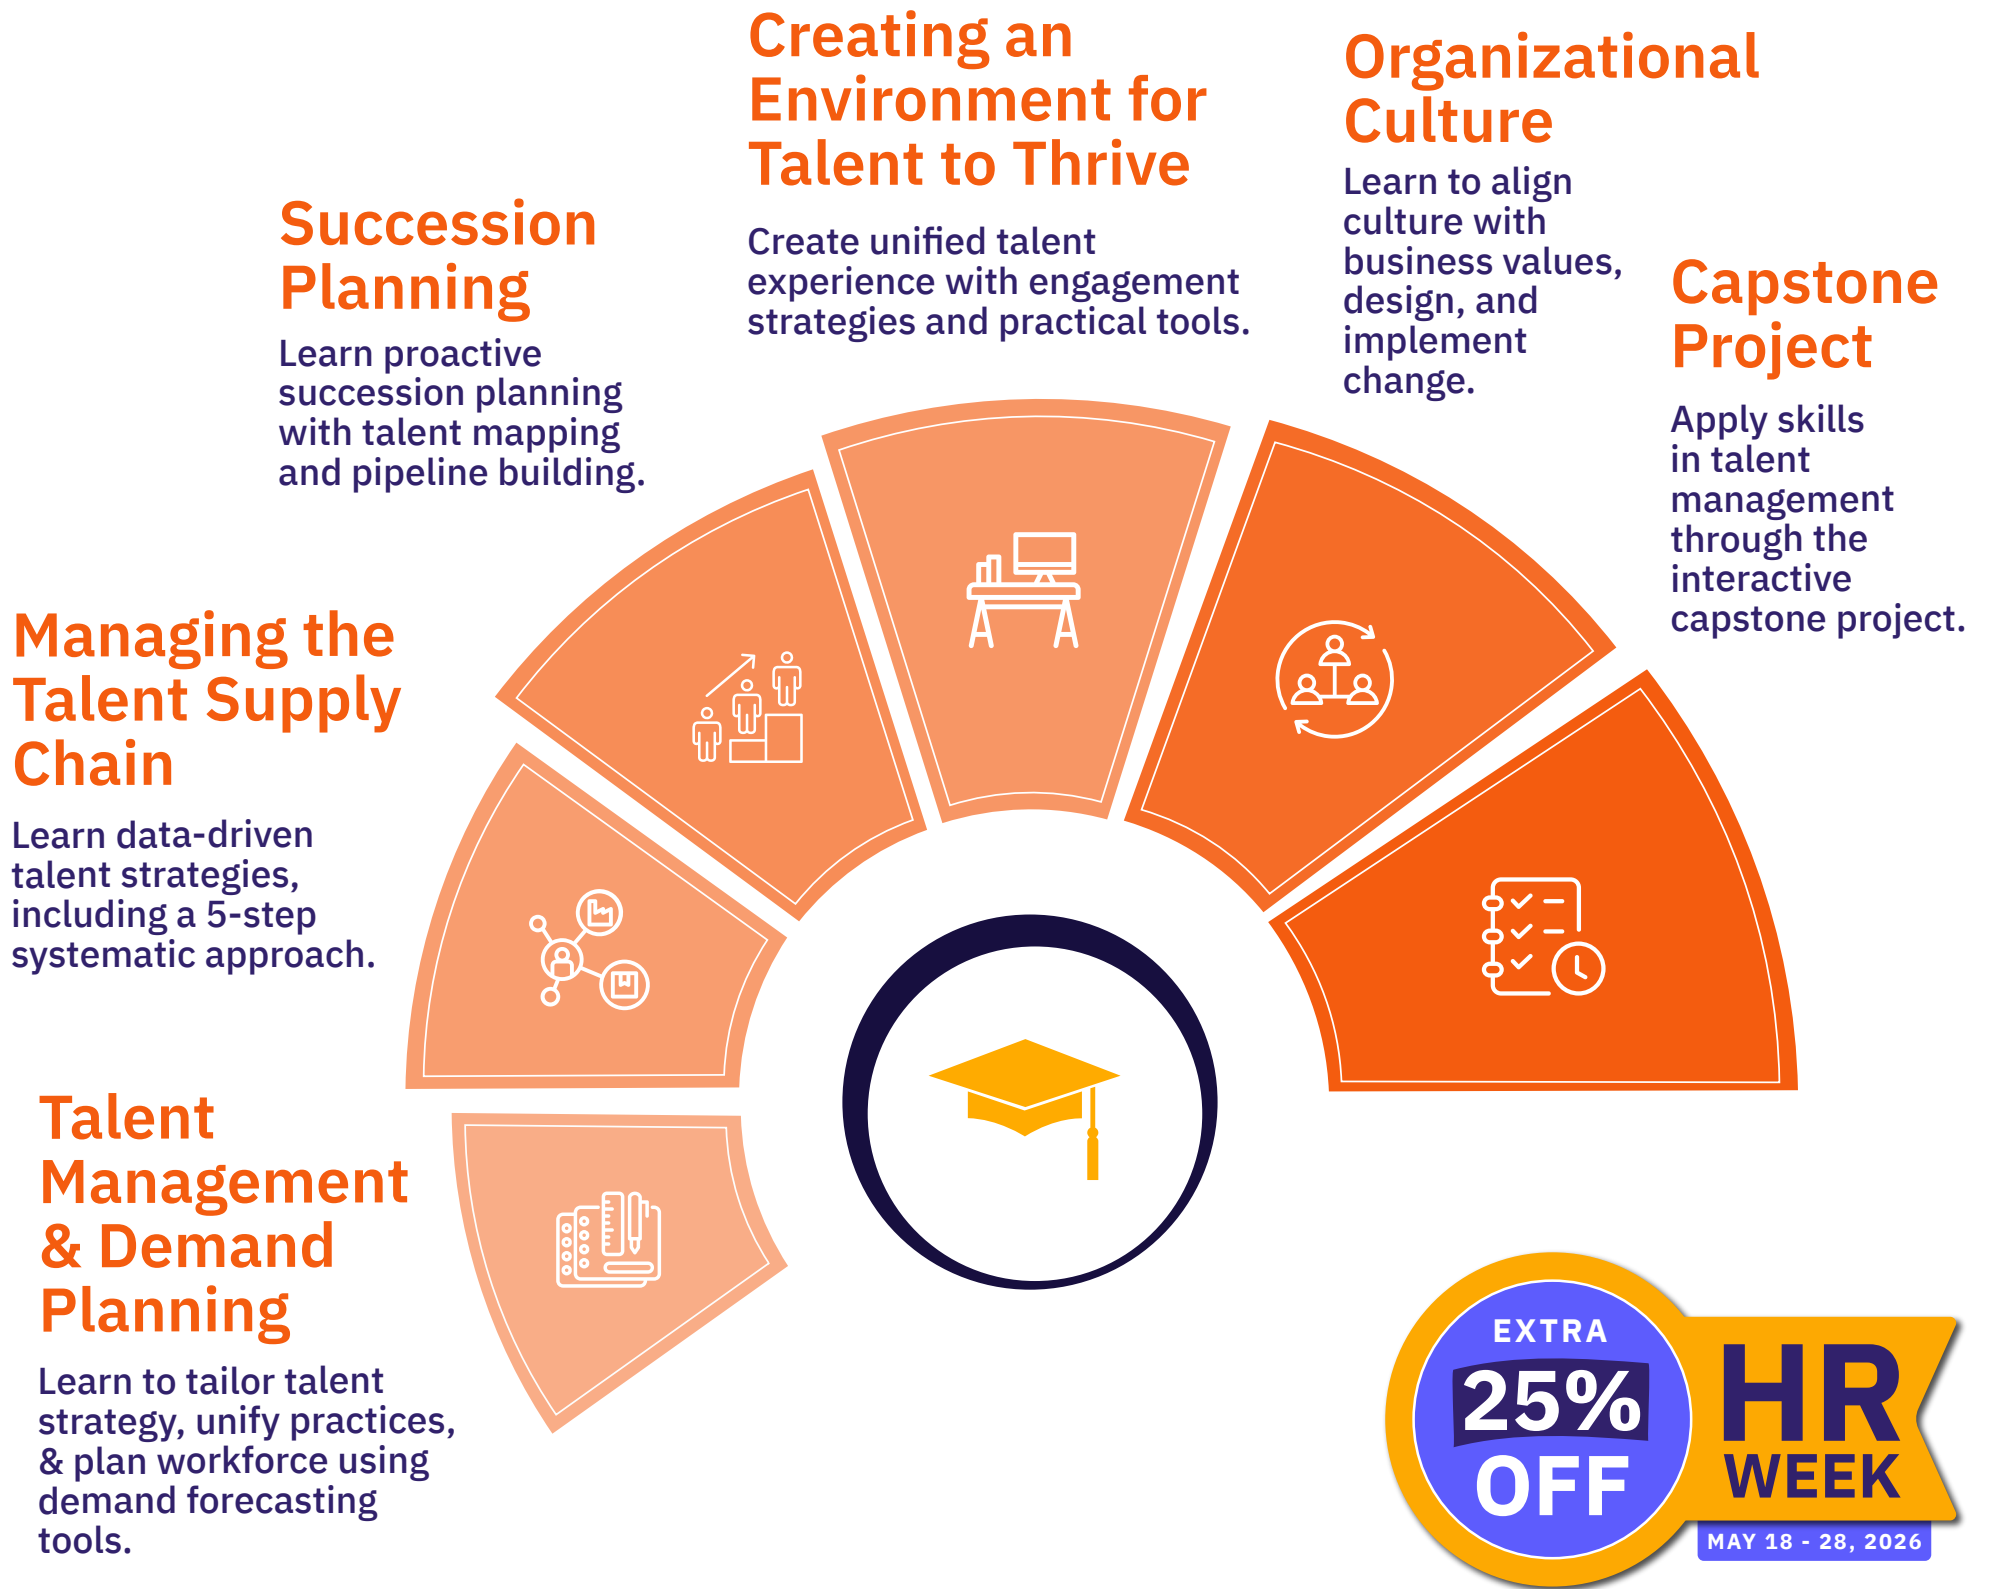 Creating an
Environment for
Talent to Thrive
Create unified talent
experience with engagement
strategies and practical tools.
Organizational
Culture
Learn to align
culture with
business values,
design, and
implement
change.
Succession
Planning
Learn proactive
succession planning
with talent mapping
and pipeline building.
Capstone
Project
Apply skills
in talent
management
through the
interactive
capstone project.
Managing the
Talent Supply
Chain
Learn data-driven
talent strategies,
including a 5-step
systematic approach.
Talent
Management
& Demand
Planning
Learn to tailor talent
strategy, unify practices,
& plan workforce using
demand forecasting
tools.
EXTRA
25%
OFF
HR
WEEK
MAY 18 - 28, 2026